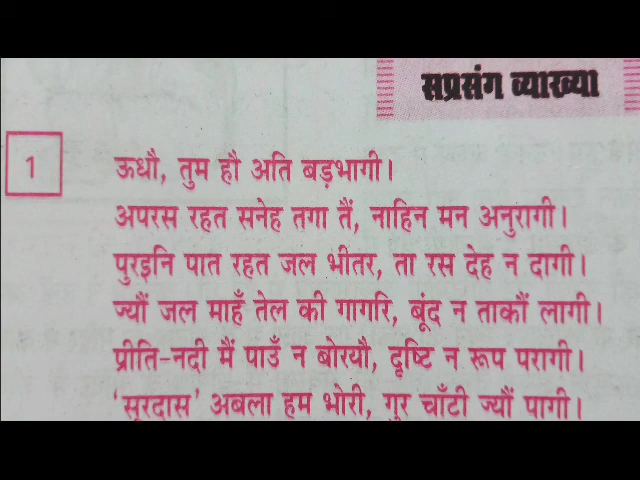 सप्रसंग व्याख्या
1 ऊधौ, तुम हौ अति बड़भागी।
अपरस रहत सनेह तगा तैं, नाहिन मन अनुरागी।
पुरइनि पात रहत जल भीतर, ता रस देह न दागी।
ज्यौं जल माहँ तेल की गागरि, बूंद न ताकौं लागी।
प्रीति-नदी मैं पाउँ न बोरयौ, दृष्टि न रूप परागी।
'सूरदास' अबला हम भोरी, गुर चाँटी ज्यौं पागी।